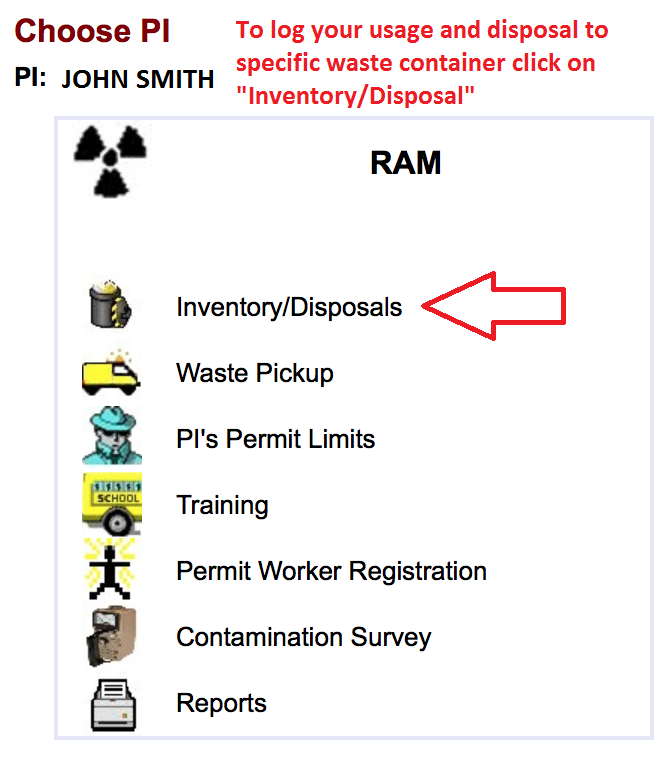 Choose PI
PI: JOHN SMITH
To log your usage and disposal to
specific waste container click on
"Inventory/Disposal"
RAM
Inventory/Disposals
Waste Pickup
PI's Permit Limits
SCHOOL
Training
Permit Worker Registration
Contamination Survey
Reports